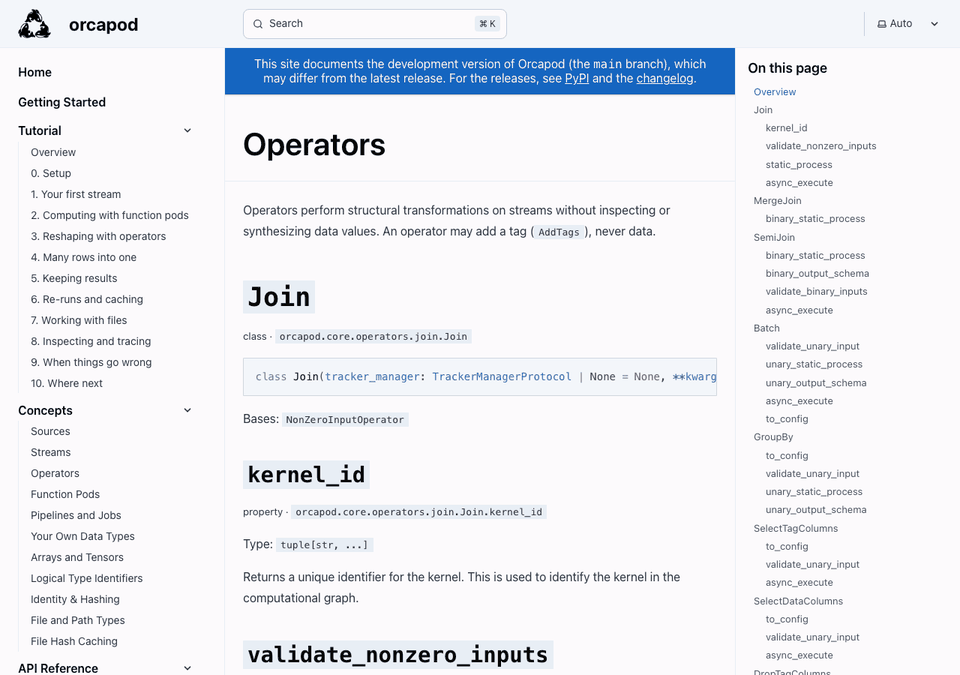 orcapod
Search
⌘ K
Auto
Home
Getting Started
Tutorial
Overview
0. Setup
1. Your first stream
2. Computing with function pods
3. Reshaping with operators
4. Many rows into one
5. Keeping results
6. Re-runs and caching
7. Working with files
8. Inspecting and tracing
9. When things go wrong
10. Where next
Concepts
Sources
Streams
Operators
Function Pods
Pipelines and Jobs
Your Own Data Types
Arrays and Tensors
Logical Type Identifiers
Identity & Hashing
File and Path Types
File Hash Caching
API Reference
This site documents the development version of Orcapod (the main branch), which
may differ from the latest release. For the releases, see PyPI and the changelog.
Operators
Operators perform structural transformations on streams without inspecting or
synthesizing data values. An operator may add a tag ( AddTags ), never data.
Join
class · orcapod.core.operators.join.Join
class Join(tracker_manager: TrackerManagerProtocol | None = None, **kwarg
Bases: NonZeroInputOperator
kernel_id
property · orcapod.core.operators.join.Join.kernel_id
Type: tuple[str, ...]
Returns a unique identifier for the kernel. This is used to identify the kernel in the
computational graph.
validate_nonzero_inputs
On this page
Overview
Join
kernel_id
validate_nonzero_inputs
static_process
async_execute
MergeJoin
binary_static_process
SemiJoin
binary_static_process
binary_output_schema
validate_binary_inputs
async_execute
Batch
validate_unary_input
unary_static_process
unary_output_schema
async_execute
to_config
GroupBy
to_config
validate_unary_input
unary_static_process
unary_output_schema
SelectTagColumns
to_config
validate_unary_input
async_execute
SelectDataColumns
to_config
validate_unary_input
async_execute
DropTagColumns